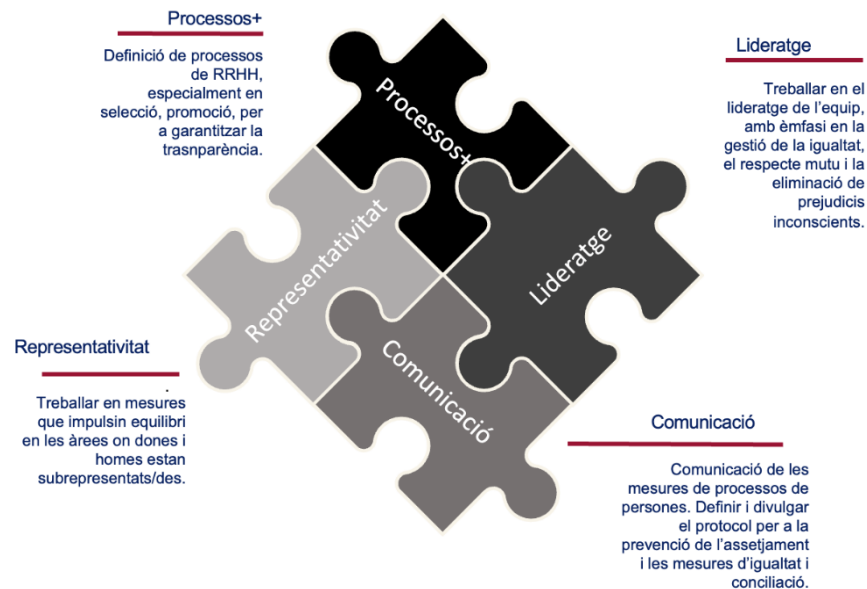 Processos+
Definició de processos
de RRHH,
especialment en
selecció, promoció, per
a garantitzar la
trasnparència.
Lideratge
Treballar en el
lideratge de l'equip,
amb èmfasi en la
gestió de la igualtat,
el respecte mutu i la
eliminació de
prejudicis
inconscients.
Processos+
Representativitat
Lideratge
Comunicació
Representativitat
.
Treballar en mesures
que impulsin equilibri
en les àrees on dones i
homes estan
subrepresentats/des.
Comunicació
Comunicació de les
mesures de processos de
persones. Definir i divulgar
el protocol per a la
prevenció de l'assetjament
i les mesures d'igualtat i
conciliació.